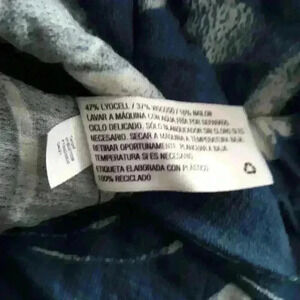 47% LYOCELL / 37% VISCOSO / 16% NAILON
LAVAR A MÁQUINA CON AGUA FRÍA POR SEPARADO
CICLO DELICADO. SÓLO BLANQUEADOR SIN CLORO SI ES
NECESARIO. SECAR A MÁQUINA A TEMPERATURA BAJA.
RETIRAR OPORTUNAMENTE. PLANCHAR A BAJA
TEMPERATURA SI ES NECESARIO
ETIQUETA ELABORADA CON PLÁSTICO
100% RECICLADO